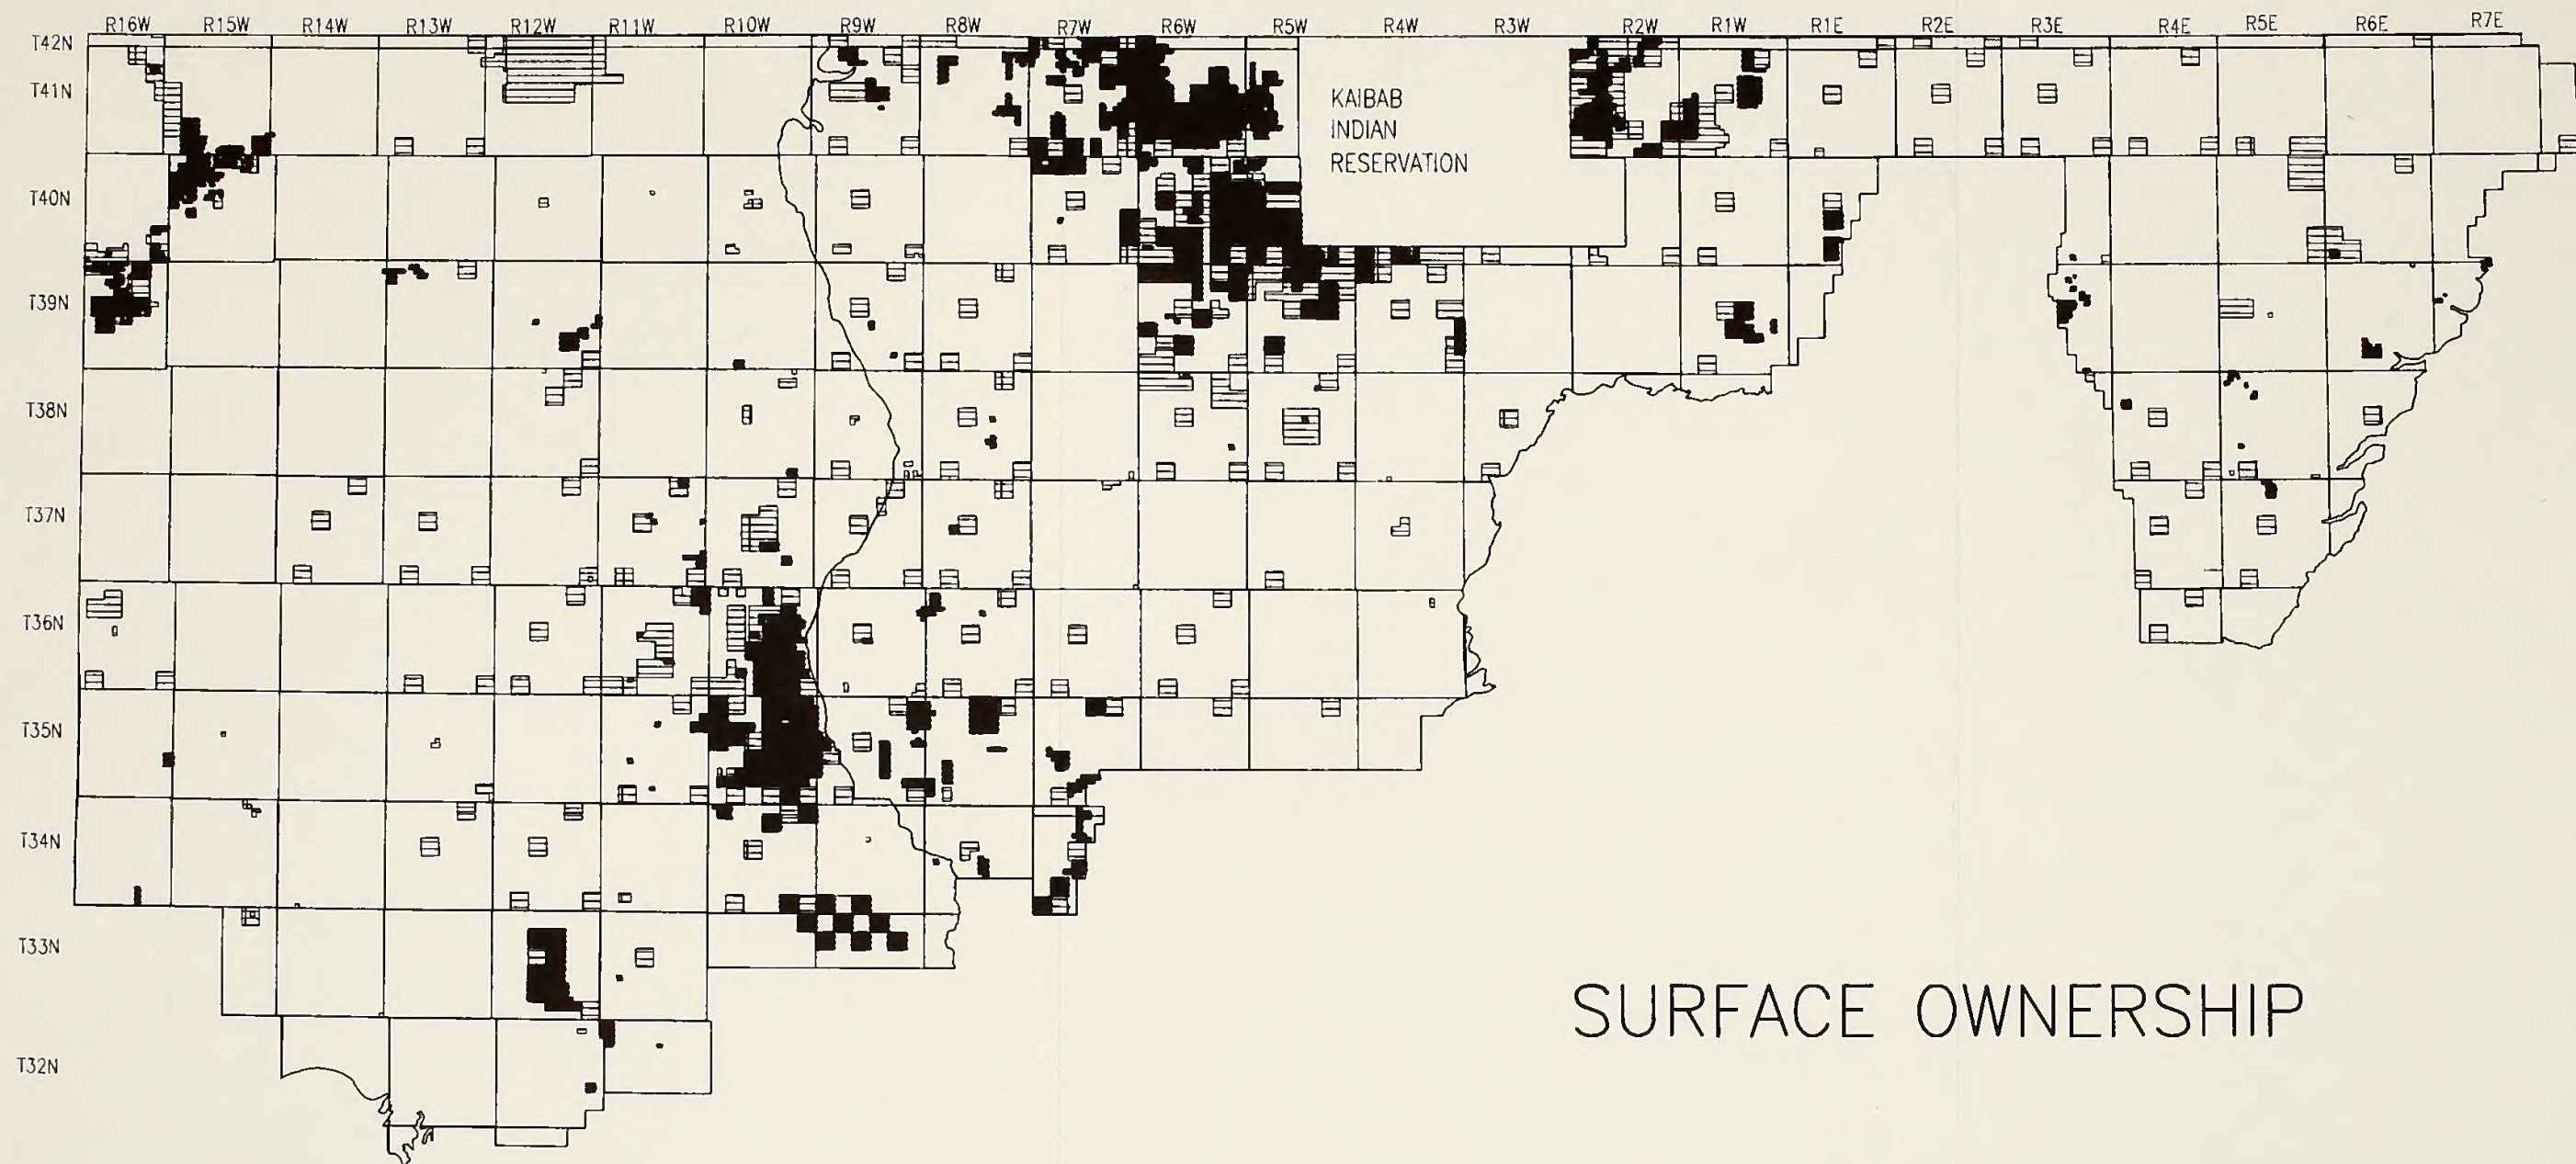 R16W R15W R14W R13W R12W R11W R10W R9W R8W R7W R6W R5W R4W R3W R2W R1W R1E R2E R3E R4E R5E R6E R7E
T42N
T41N
KAIBAB
INDIAN
RESERVATION
T40N
T39N
T38N
T37N
T36N
T35N
T34N
T33N
SURFACE OWNERSHIP
T32N